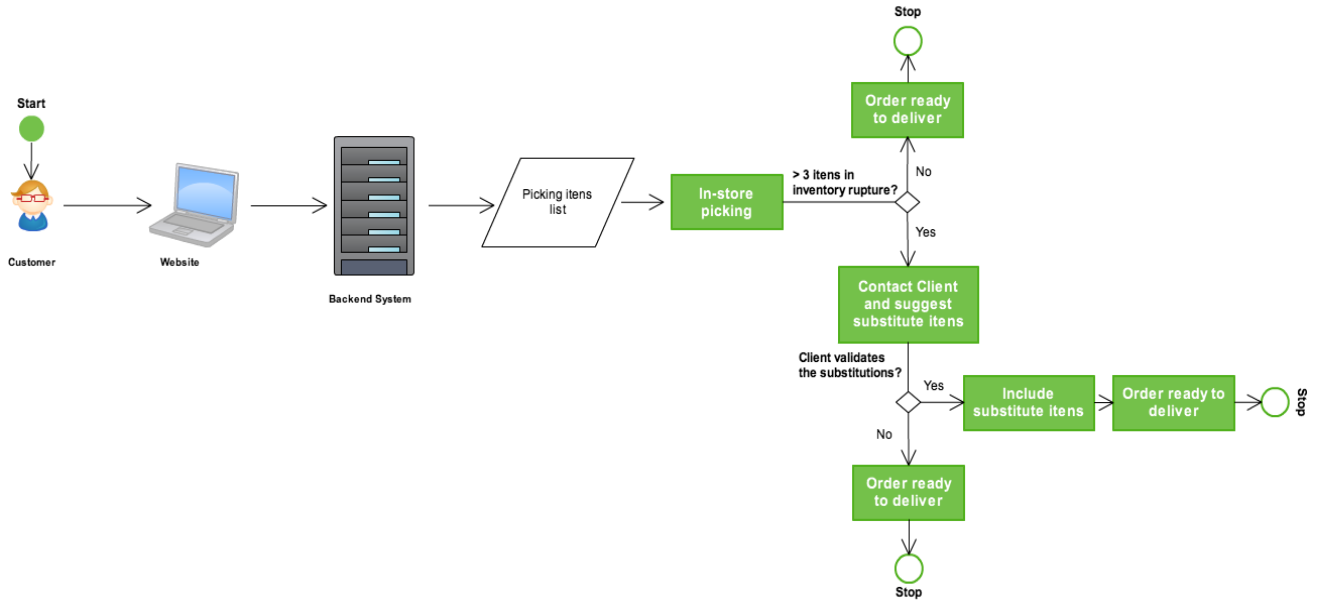 Start
Customer
Website
Backend System
Picking itens
list
In-store
picking
> 3 itens in
inventory rupture?
No
Order ready
to deliver
Stop
Yes
Contact Client
and suggest
substitute itens
Client validates
the substitutions?
Yes
Include
substitute itens
Order ready to
deliver
Stop
No
Order ready
to deliver
Stop